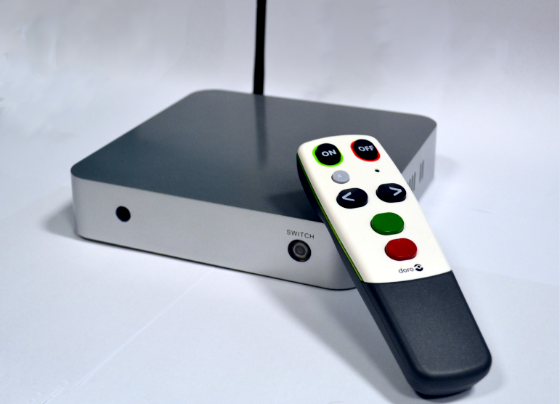 ON OFF
< >
SWITCH
doro